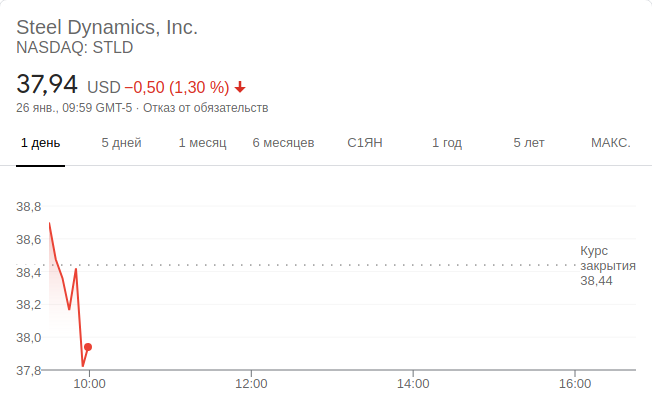 Steel Dynamics, Inc.
NASDAQ: STLD
37,94 USD −0,50 (1,30 %)
26 янв., 09:59 GMT-5 · Отказ от обязательств
1 день 5 дней 1 месяц 6 месяцев С1ЯН 1 год 5 лет МАКС.
38,8
38,6
38,4
38,2
38,0
37,8
Курс
закрытия
38,44
10:00 12:00 14:00 16:00